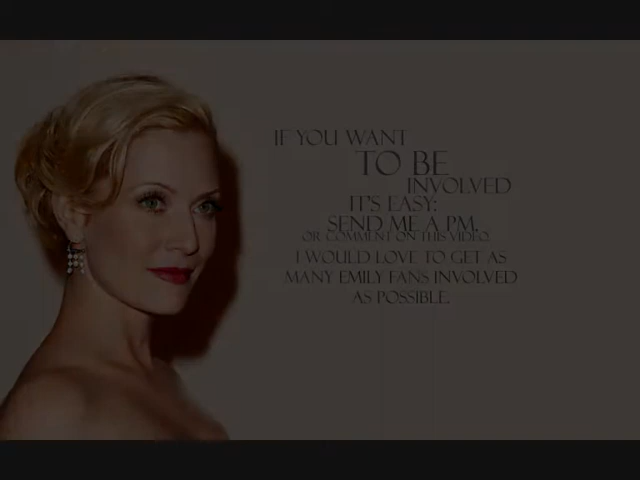 IF YOU WANT
TO BE
INVOLVED
IT'S EASY:
SEND ME A PM.
OR COMMENT ON THIS VIDEO.
I WOULD LOVE TO GET AS
MANY EMILY FANS INVOLVED
AS POSSIBLE.